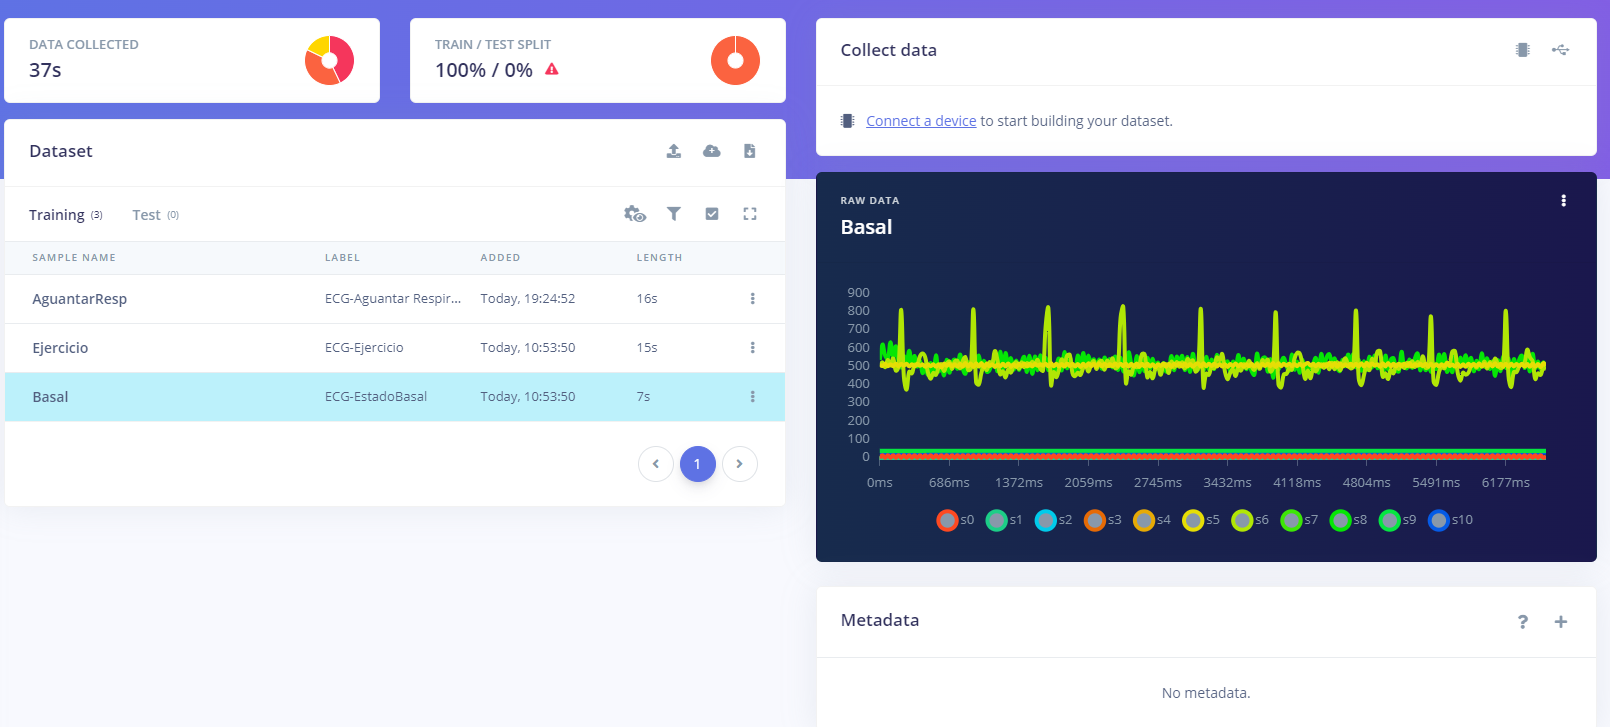 DATA COLLECTED
37s
TRAIN / TEST SPLIT
100% / 0%
Collect data
Connect a device to start building your dataset.
Dataset
Training (3) Test (0)
SAMPLE NAME LABEL ADDED LENGTH
AguantarResp ECG-Aguantar Respir... Today, 19:24:52 16s
Ejercicio ECG-Ejercicio Today, 10:53:50 15s
Basal ECG-EstadoBasal Today, 10:53:50 7s
1
RAW DATA
Basal
900
800
700
600
500
400
300
200
100
0
0ms 686ms 1372ms 2059ms 2745ms 3432ms 4118ms 4804ms 5491ms 6177ms
s0 s1 s2 s3 s4 s5 s6 s7 s8 s9 s10
Metadata
No metadata.